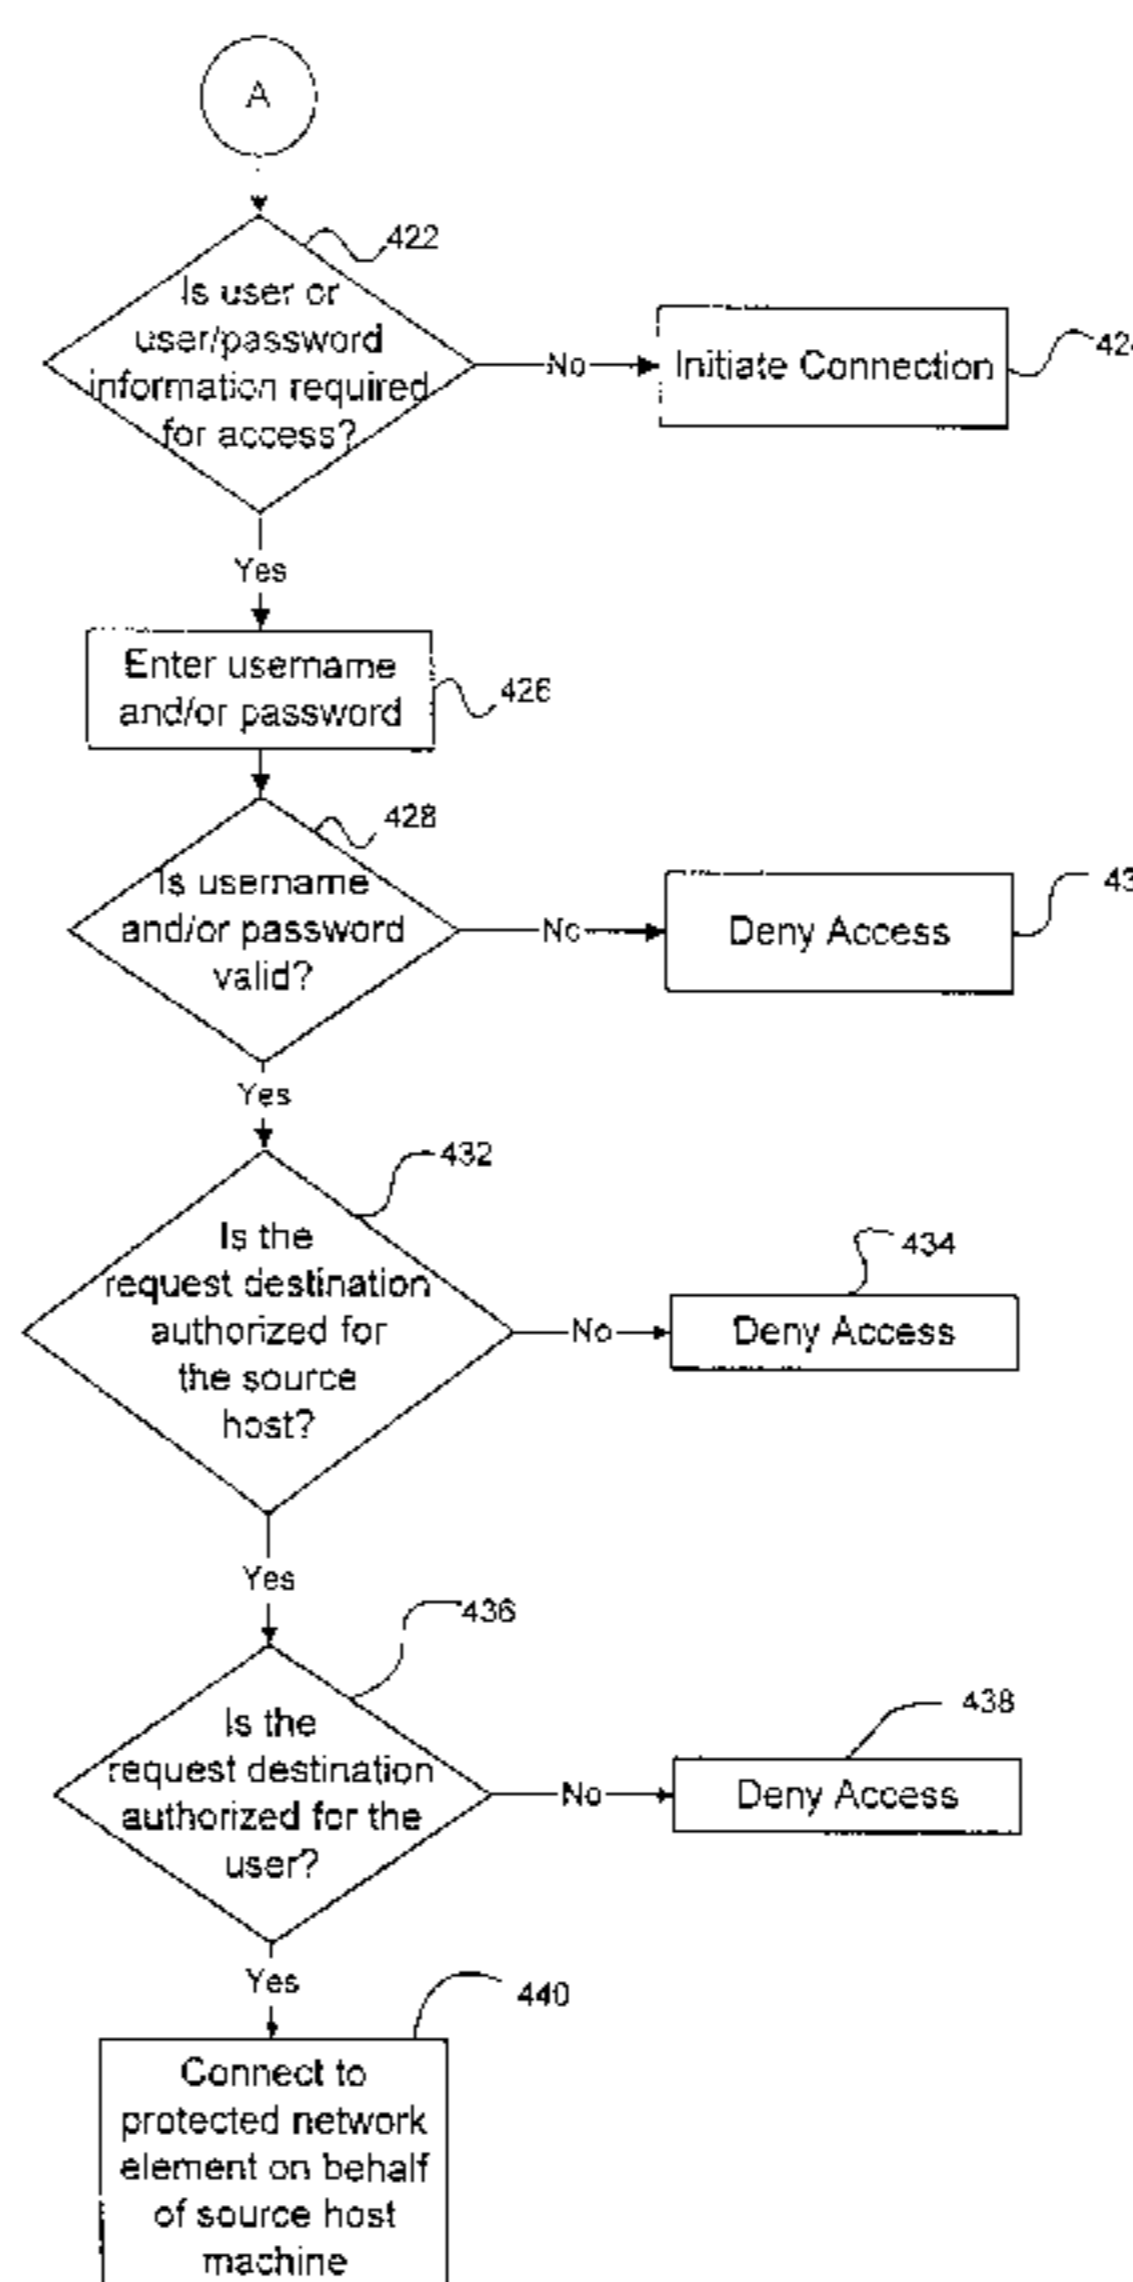 A
422
Is user or
user/password
information required
for access?
No
Initiate Connection
Yes
Enter username
and/or password
426
428
Is username
and/or password
valid?
No
Deny Access
Yes
432
Is the
request destination
authorized for
the source
host?
No
434
Deny Access
Yes
436
Is the
request destination
authorized for the
user?
No
438
Deny Access
Yes
440
Connect to
protected network
element on behalf
of source host
machine